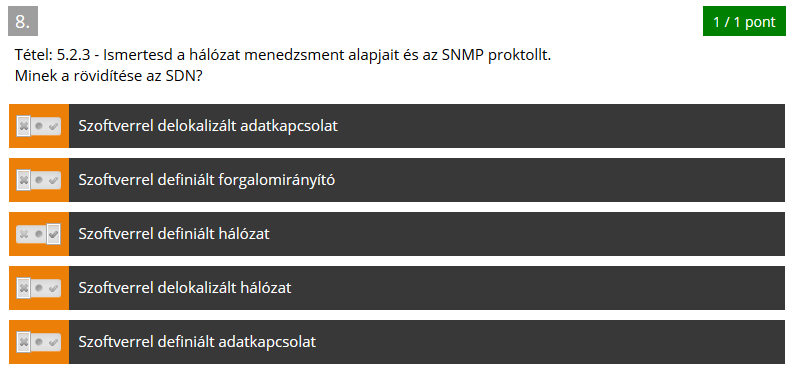 8.
1 / 1 pont
Tétel: 5.2.3 - Ismertesd a hálózat menedzsment alapjait és az SNMP proktollt.
Minek a rövidítése az SDN?
Szoftverrel delokalizált adatkapcsolat
Szoftverrel definiált forgalomirányító
Szoftverrel definiált hálózat
Szoftverrel delokalizált hálózat
Szoftverrel definiált adatkapcsolat